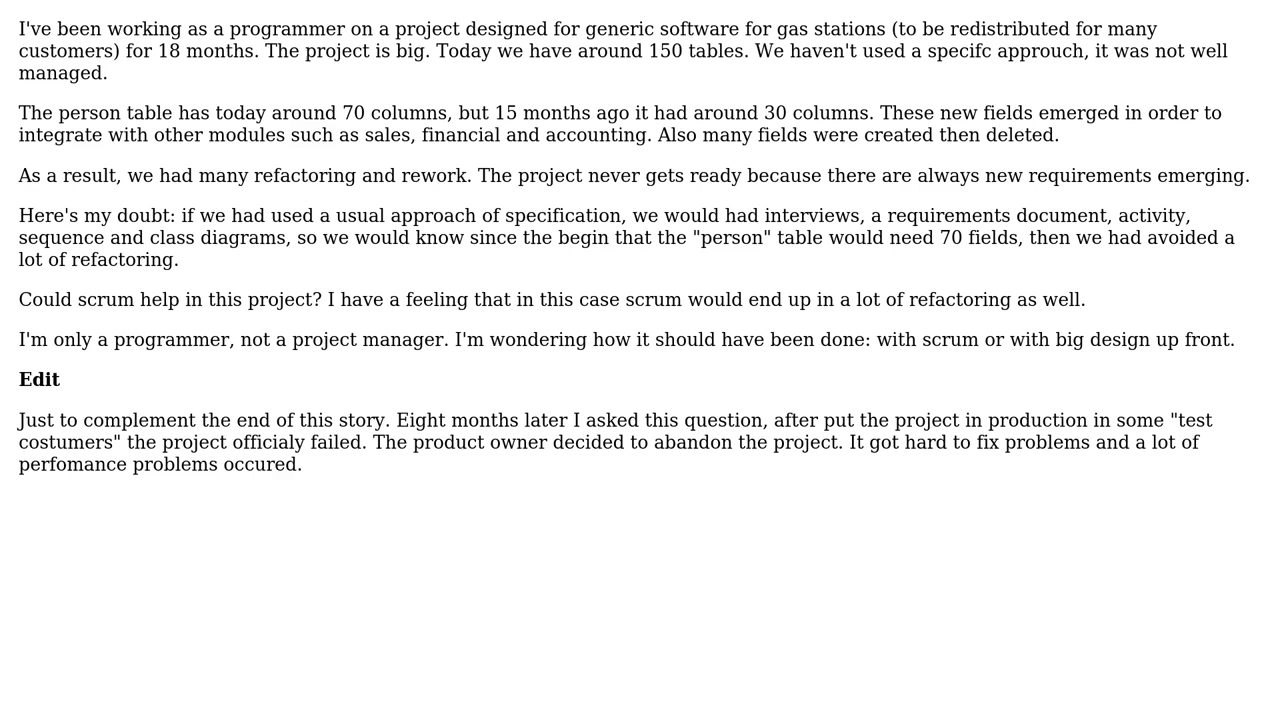 I've been working as a programmer on a project designed for generic software for gas stations (to be redistributed for many
customers) for 18 months. The project is big. Today we have around 150 tables. We haven't used a specifc approuch, it was not well
managed.
The person table has today around 70 columns, but 15 months ago it had around 30 columns. These new fields emerged in order to
integrate with other modules such as sales, financial and accounting. Also many fields were created then deleted.
As a result, we had many refactoring and rework. The project never gets ready because there are always new requirements emerging.
Here's my doubt: if we had used a usual approach of specification, we would had interviews, a requirements document, activity,
sequence and class diagrams, so we would know since the begin that the "person" table would need 70 fields, then we had avoided a
lot of refactoring.
Could scrum help in this project? I have a feeling that in this case scrum would end up in a lot of refactoring as well.
I'm only a programmer, not a project manager. I'm wondering how it should have been done: with scrum or with big design up front.
Edit
Just to complement the end of this story. Eight months later I asked this question, after put the project in production in some "test
costumers" the project officialy failed. The product owner decided to abandon the project. It got hard to fix problems and a lot of
perfomance problems occured.